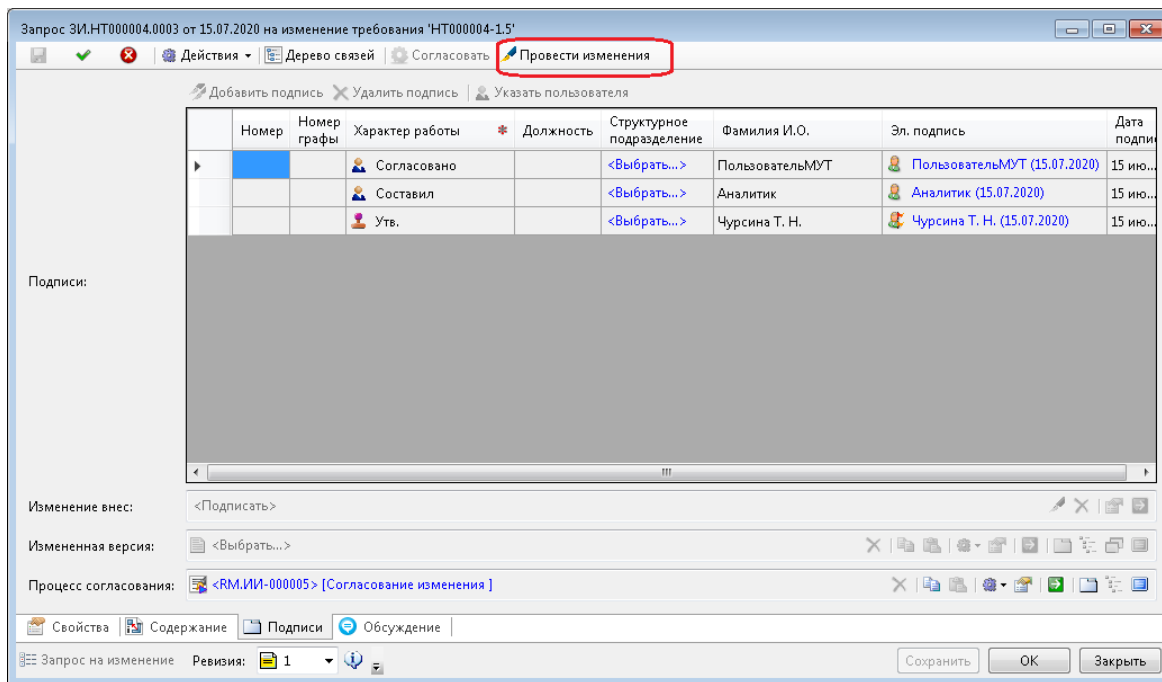 Запрос ЗИ.НТ000004.0003 от 15.07.2020 на изменение требования 'НТ000004-1.5'
Действия Дерево связей Согласовать Провести изменения
Добавить подпись Удалить подпись Указать пользователя
Номер Номер графы Характер работы * Должность Структурное подразделение Фамилия И.О. Эл. подпись Дата подпи
Согласовано <Выбрать...> ПользовательМУТ ПользовательМУТ (15.07.2020) 15 ию...
Составил <Выбрать...> Аналитик Аналитик (15.07.2020) 15 ию...
Утв. <Выбрать...> Чурсина Т. Н. Чурсина Т. Н. (15.07.2020) 15 ию...
Подписи:
Изменение внес: <Подписать>
Измененная версия: <Выбрать...>
Процесс согласования: <RM.ИИ-000005> [Согласование изменения ]
Свойства Содержание Подписи Обсуждение
Запрос на изменение Ревизия: 1 Сохранить ОК Закрыть